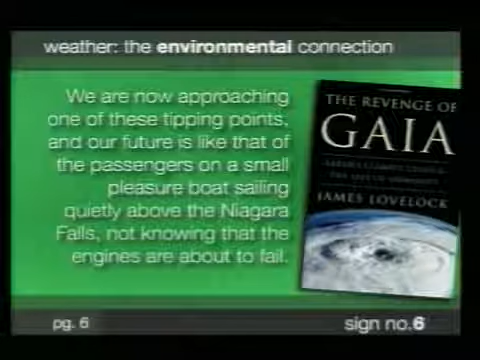 weather: the environmental connection
We are now approaching
one of these tipping points,
and our future is like that of
the passengers on a small
pleasure boat sailing
quietly above the Niagara
Falls, not knowing that the
engines are about to fail.
THE REVENGE OF
GAIA
JAMES LOVELOCK
pg. 6
sign no.6